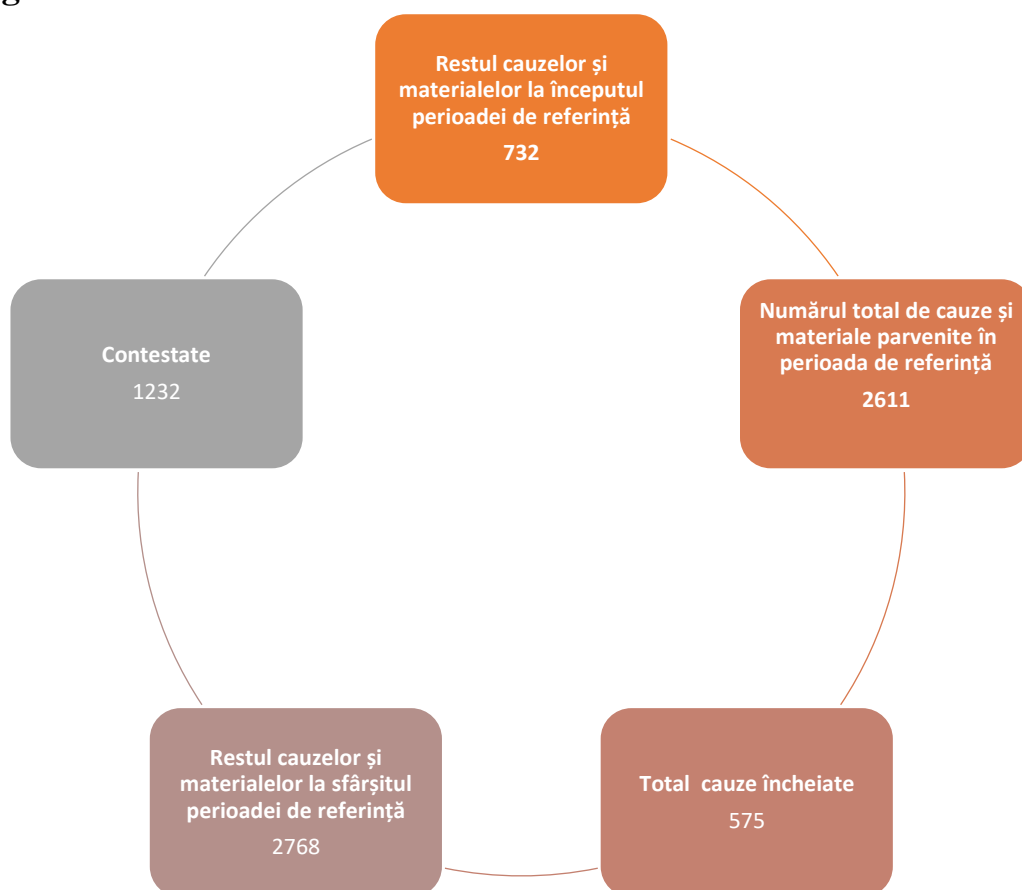 g
Restul cauzelor și
materialelor la începutul
perioadei de referință
732
Numărul total de cauze și
materiale parvenite în
perioada de referință
2611
Total  cauze încheiate
575
Restul cauzelor și
materialelor la sfârșitul
perioadei de referință
2768
Contestate
1232